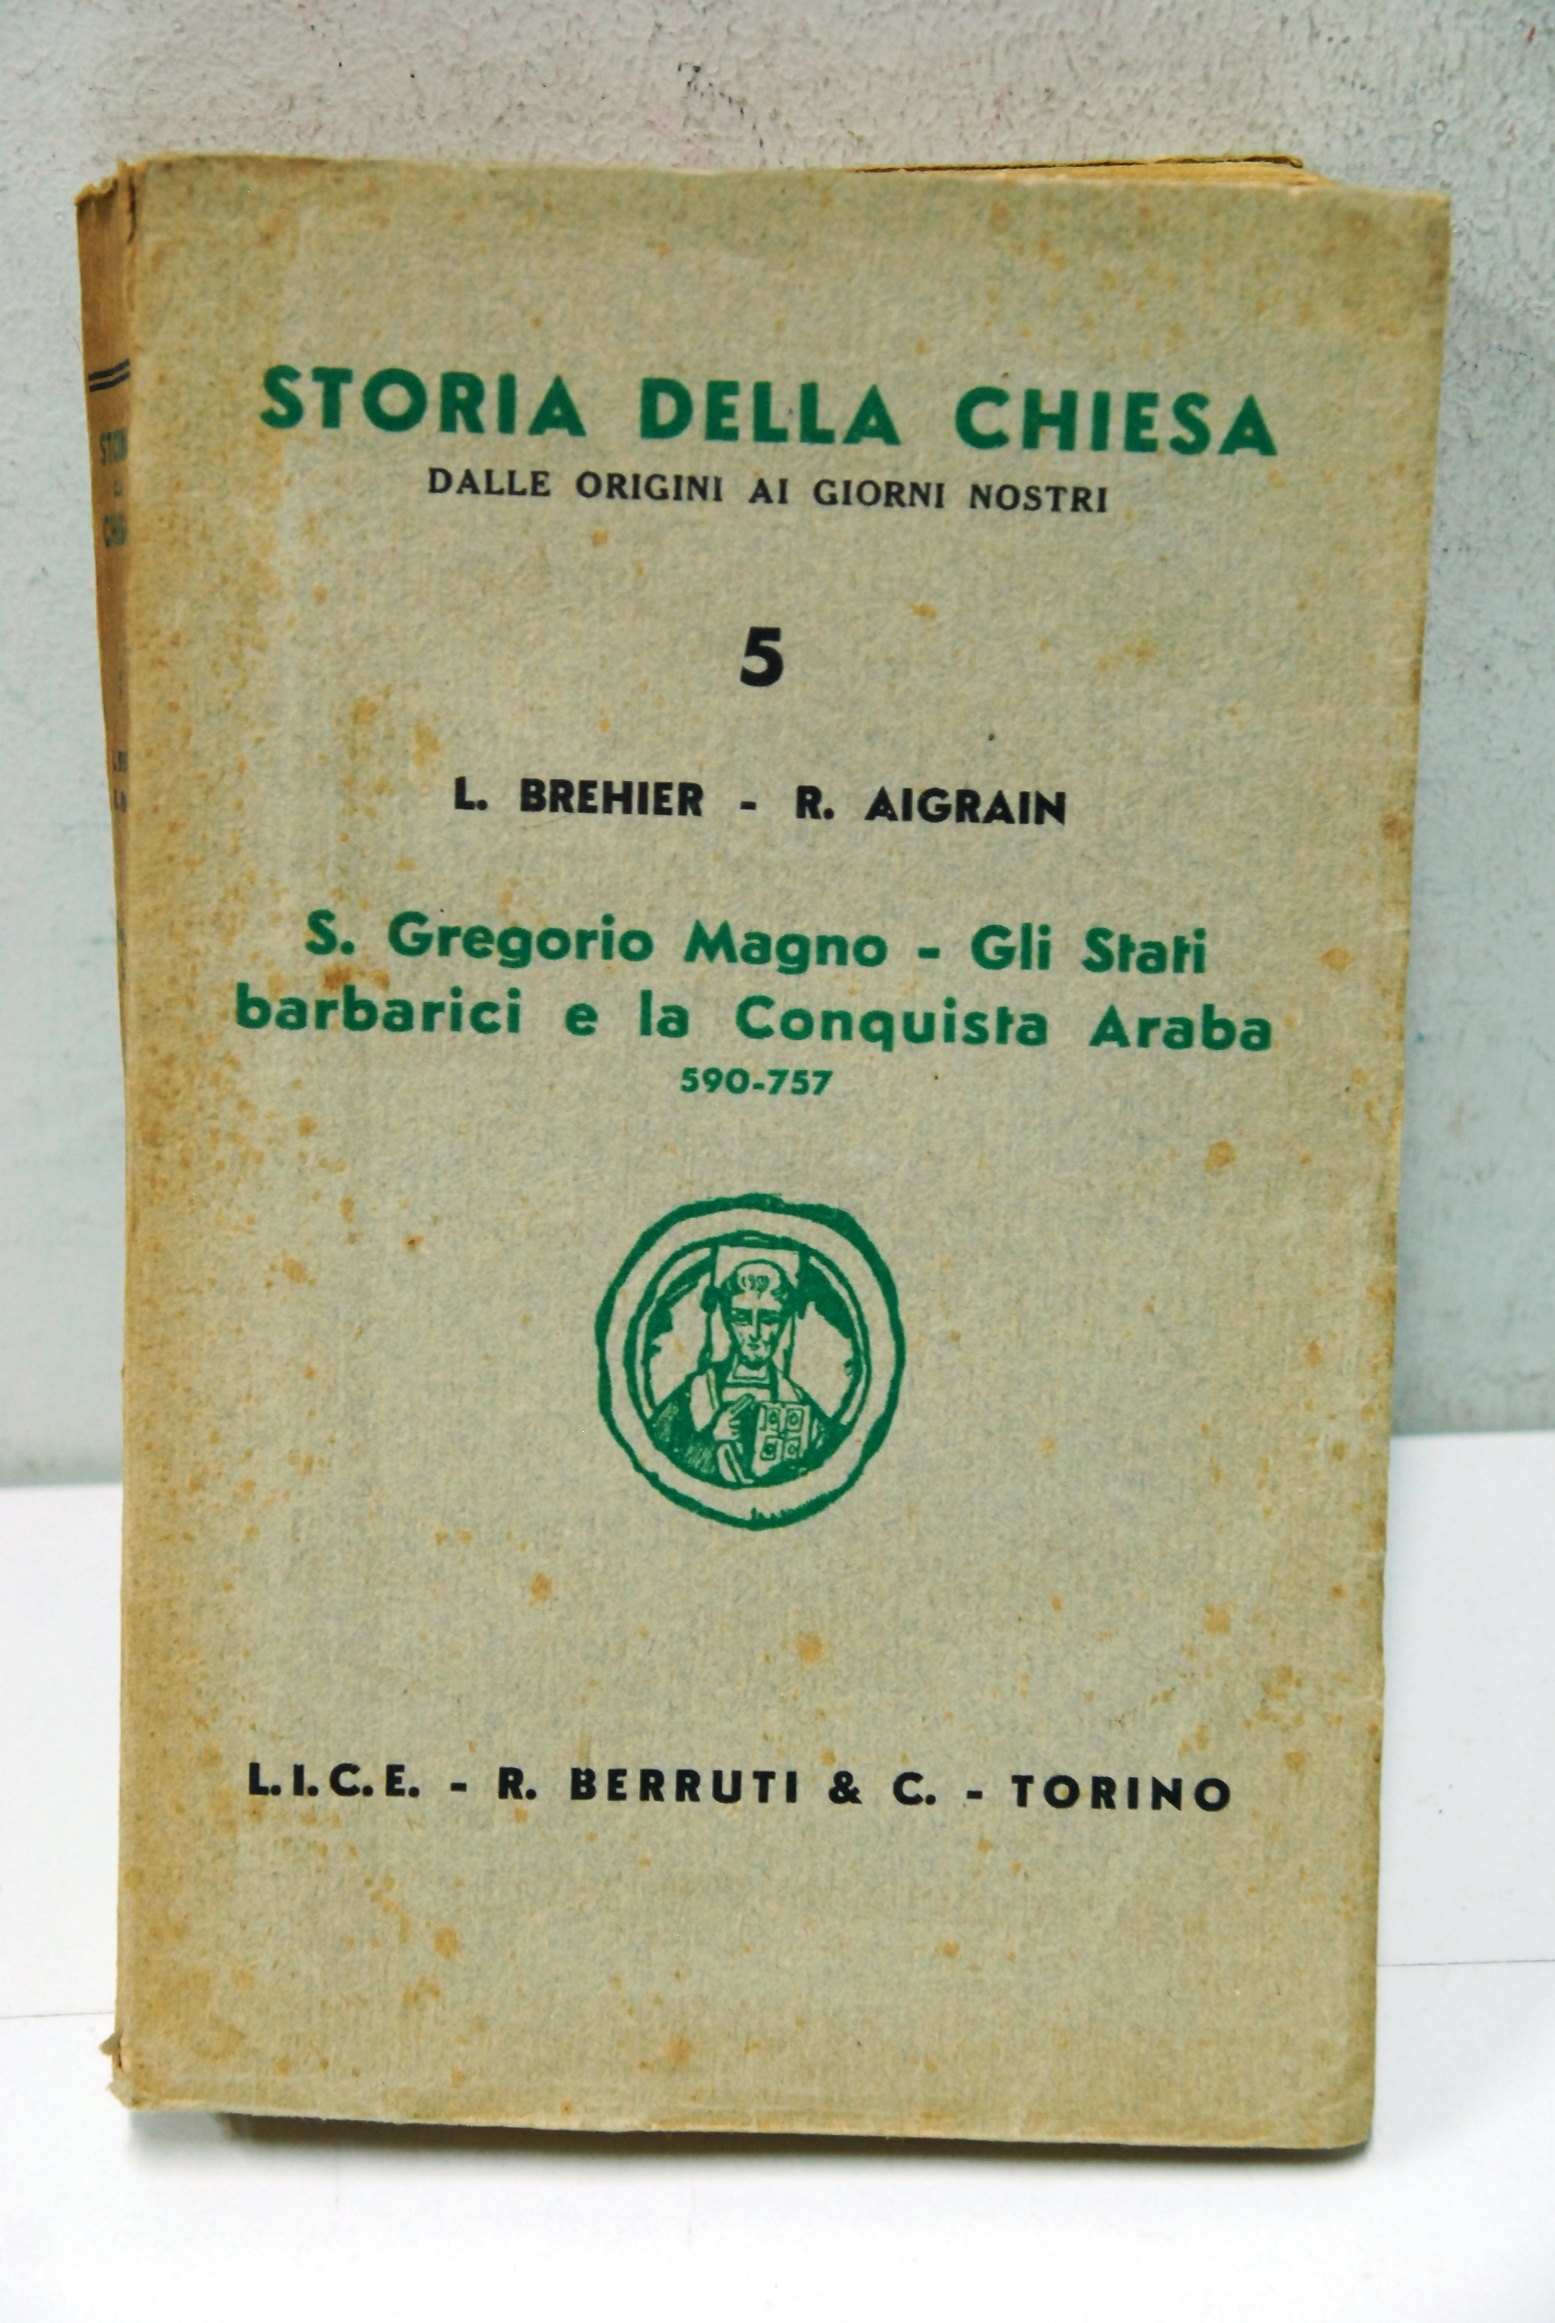 STORIA DELLA CHIESA
DALLE ORIGINI AI GIORNI NOSTRI
5
L. BREHIER - R. AIGRAIN
S. Gregorio Magno - Gli Stati
barbarici e la Conquista Araba
590-757
L.I.C.E. - R. BERRUTI & C. - TORINO